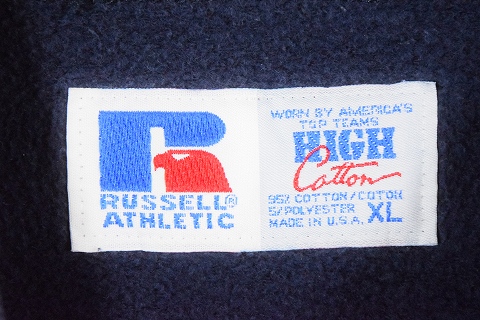 RUSSELL®
ATHLETIC
WORN BY AMERICA'S
TOP TEAMS
HIGH
Cotton
95% COTTON/COTON
5/POLYESTER XL
MADE IN U.S.A.